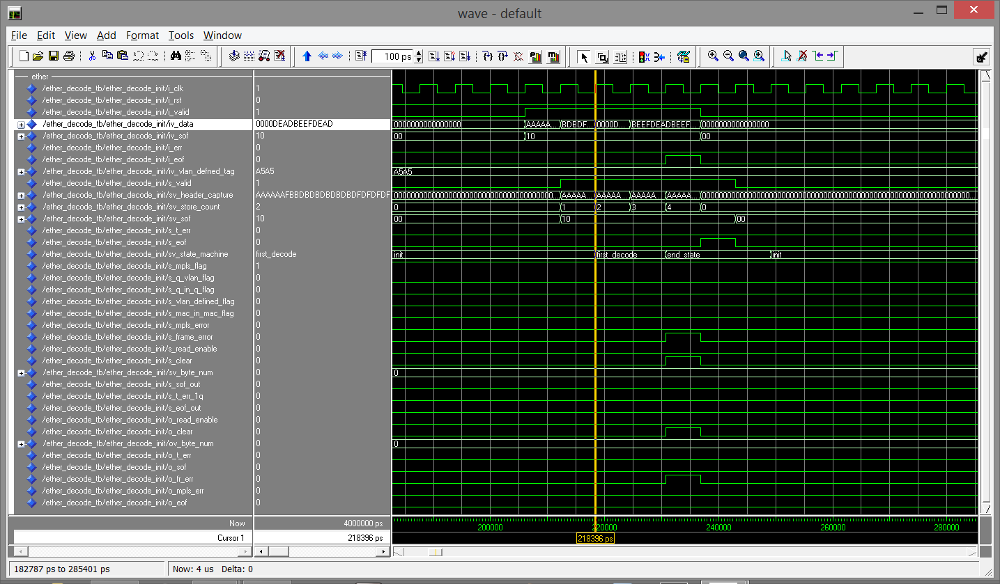 wave - default
File Edit View Add Format Tools Window
100 ps
ether
/ether_decode_tb/ether_decode_init/i_clk 1
/ether_decode_tb/ether_decode_init/i_rst 0
/ether_decode_tb/ether_decode_init/i_valid 1
/ether_decode_tb/ether_decode_init/iv_data 0000DEADBEEFDEAD 0000000000000000 AAAAA... BDBDF... 0000D... BEEFDEADBEEF... 0000000000000000
/ether_decode_tb/ether_decode_init/iv_sof 10 00 10 00
/ether_decode_tb/ether_decode_init/i_err 0
/ether_decode_tb/ether_decode_init/i_eof 0
/ether_decode_tb/ether_decode_init/iv_vlan_defned_tag A5A5 A5A5
/ether_decode_tb/ether_decode_init/s_valid 1
/ether_decode_tb/ether_decode_init/sv_header_capture AAAAAAFBBDBDBDBDBDBDFDFDFDF AAAAA... AAAAA... AAAAA... AAAAA...
/ether_decode_tb/ether_decode_init/sv_store_count 2 0 1 2 3 4 0
/ether_decode_tb/ether_decode_init/sv_sof 10 00 10 00
/ether_decode_tb/ether_decode_init/s_t_err 0
/ether_decode_tb/ether_decode_init/s_eof 0
/ether_decode_tb/ether_decode_init/sv_state_machine first_decode init first_decode end_state init
/ether_decode_tb/ether_decode_init/s_mpls_flag 1
/ether_decode_tb/ether_decode_init/s_q_vlan_flag 0
/ether_decode_tb/ether_decode_init/s_q_in_q_flag 0
/ether_decode_tb/ether_decode_init/s_vlan_defined_flag 0
/ether_decode_tb/ether_decode_init/s_mac_in_mac_flag 0
/ether_decode_tb/ether_decode_init/s_mpls_error 0
/ether_decode_tb/ether_decode_init/s_frame_error 0
/ether_decode_tb/ether_decode_init/s_read_enable 0
/ether_decode_tb/ether_decode_init/s_clear 0
/ether_decode_tb/ether_decode_init/sv_byte_num 0 0
/ether_decode_tb/ether_decode_init/s_sof_out 0
/ether_decode_tb/ether_decode_init/s_t_err_1q 0
/ether_decode_tb/ether_decode_init/s_eof_out 0
/ether_decode_tb/ether_decode_init/o_read_enable 0
/ether_decode_tb/ether_decode_init/o_clear 0
/ether_decode_tb/ether_decode_init/ov_byte_num 0 0
/ether_decode_tb/ether_decode_init/o_t_err 0
/ether_decode_tb/ether_decode_init/o_sof 0
/ether_decode_tb/ether_decode_init/o_fr_err 0
/ether_decode_tb/ether_decode_init/o_mpls_err 0
/ether_decode_tb/ether_decode_init/o_eof 0
Now 4000000 ps 200000 220000 240000 260000 280000
Cursor 1 218396 ps 218396 ps
182787 ps to 285401 ps Now: 4 us Delta: 0